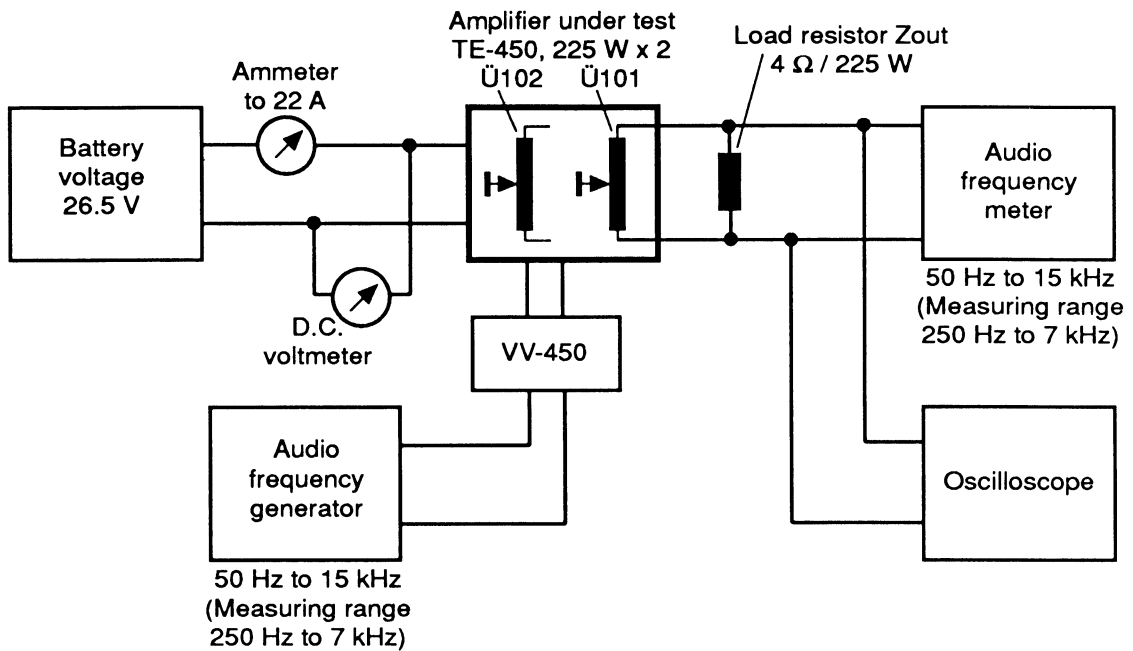 Amplifier under test
TE-450, 225 W x 2
Ü102
Ü101
Load resistor Zout
4 Ω / 225 W
Ammeter
to 22 A
Battery
voltage
26.5 V
Audio
frequency
meter
50 Hz to 15 kHz
(Measuring range
250 Hz to 7 kHz)
D.C.
voltmeter
VV-450
Audio
frequency
generator
50 Hz to 15 kHz
(Measuring range
250 Hz to 7 kHz)
Oscilloscope